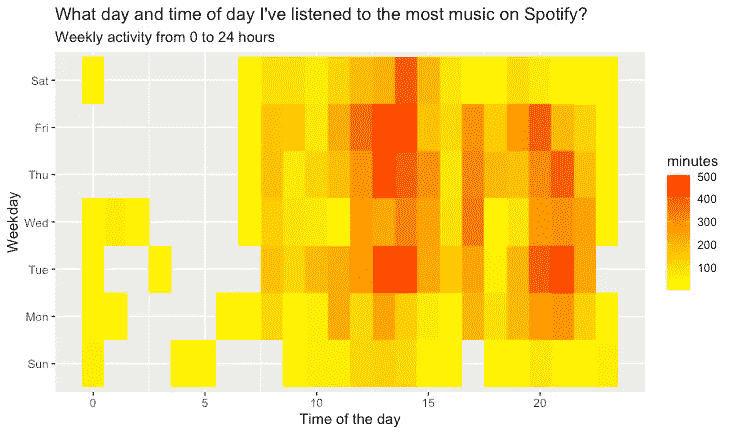 What day and time of day I've listened to the most music on Spotify?
Weekly activity from 0 to 24 hours
Weekday
Sat
Fri
Thu
Wed
Tue
Mon
Sun
0 5 10 15 20
Time of the day
minutes
500
400
300
200
100